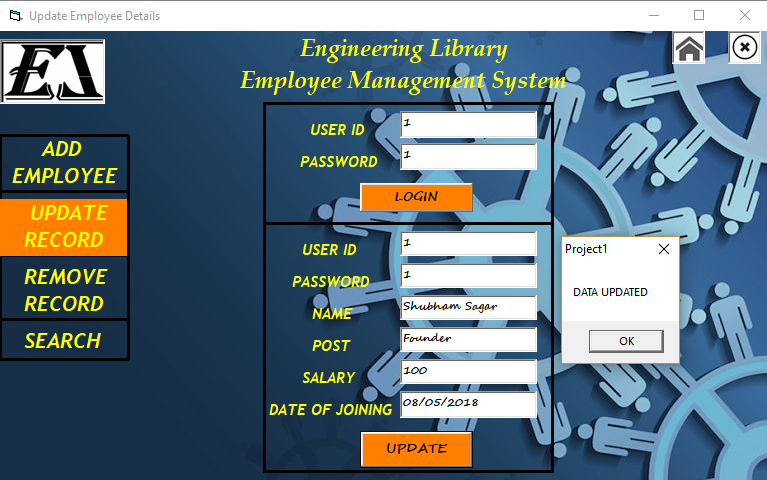 Update Employee Details
EA
Engineering Library
Employee Management System
ADD
EMPLOYEE
UPDATE
RECORD
REMOVE
RECORD
SEARCH
USER ID 1
PASSWORD 1
LOGIN
USER ID 1
PASSWORD 1
NAME Shubham Sagar
POST Founder
SALARY 100
DATE OF JOINING 08/05/2018
UPDATE
Project1
DATA UPDATED
OK